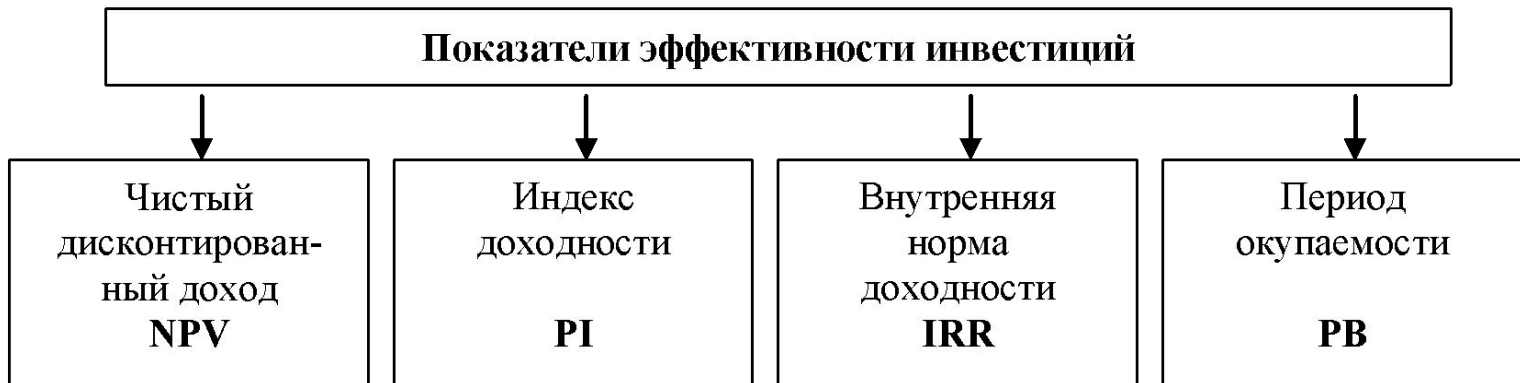 Показатели эффективности инвестиций
Чистый
дисконтирован-
ный доход
NPV
Индекс
доходности
PI
Внутренняя
норма
доходности
IRR
Период
окупаемости
PB